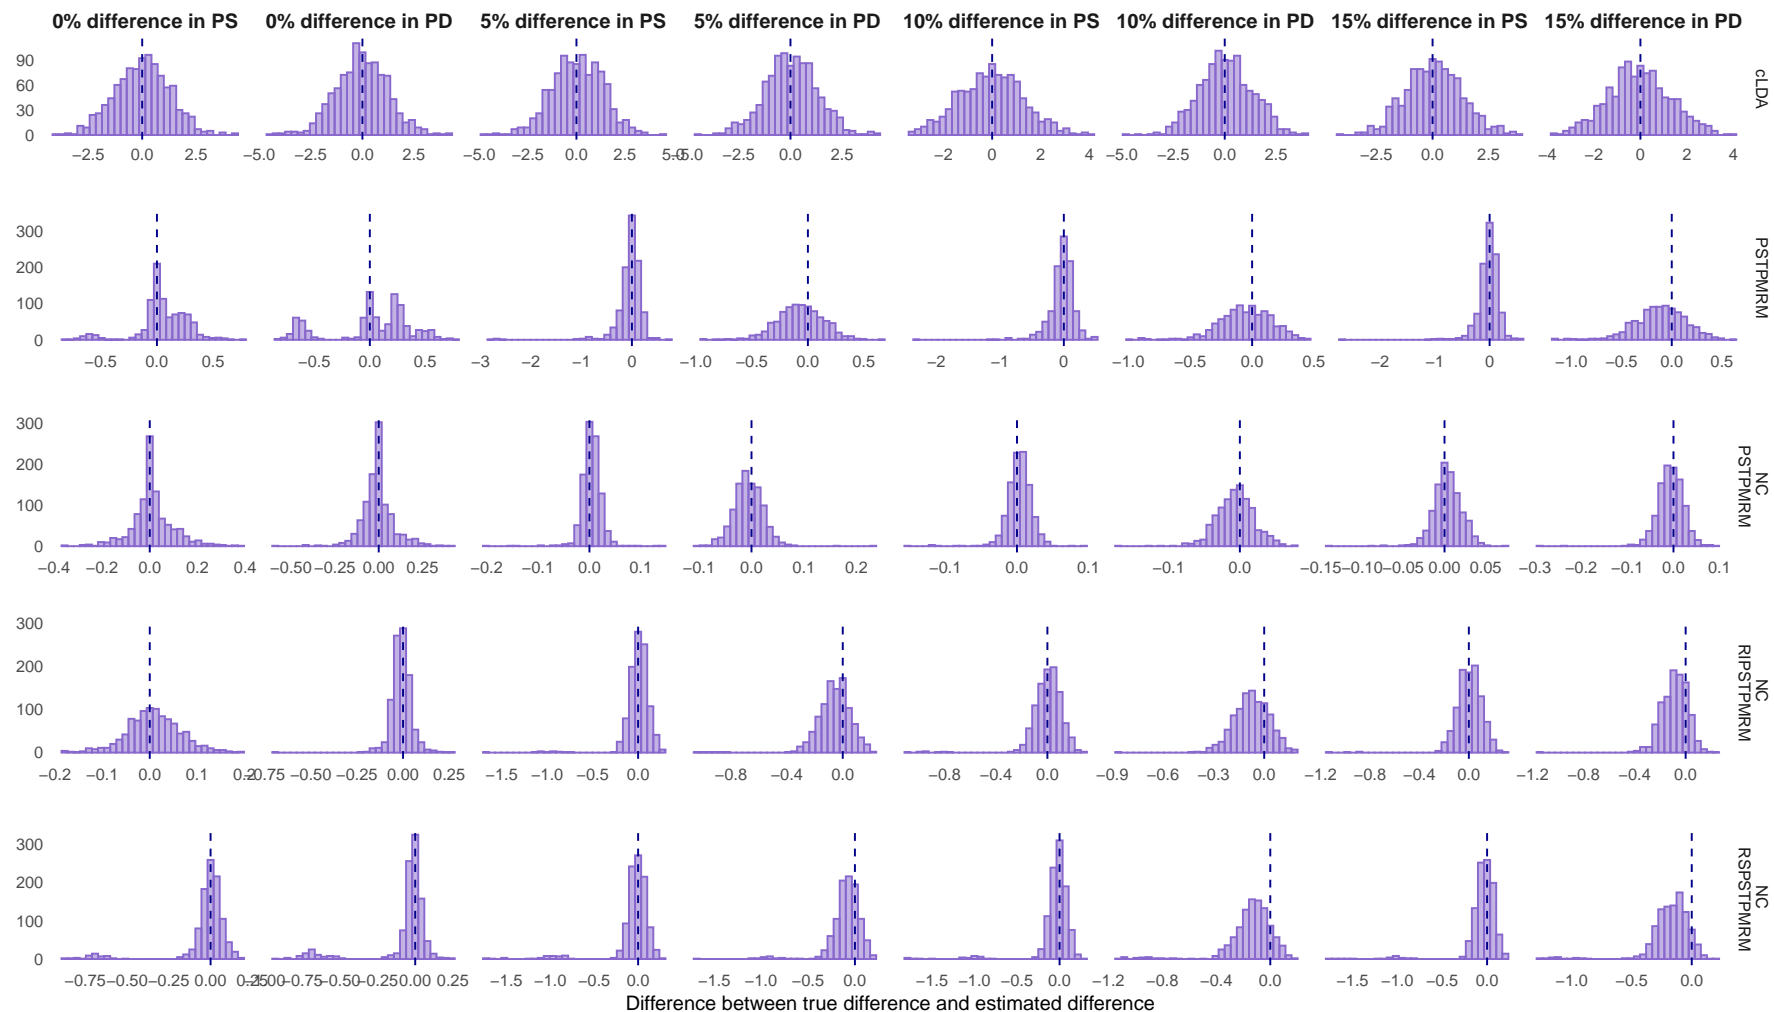 0% difference in PS 0% difference in PD 5% difference in PS 5% difference in PD 10% difference in PS 10% difference in PD 15% difference in PS 15% difference in PD
90
60
30
0
cLDA
−2.5 0.0 2.5 −5.0 −2.5 0.0 2.5 −5.0 −2.5 0.0 2.5 5.0 −5.0 −2.5 0.0 2.5 −2 0 2 4 −5.0 −2.5 0.0 2.5 −2.5 0.0 2.5 −4 −2 0 2 4
300
200
100
0
PSTPMRM
−0.5 0.0 0.5 −0.5 0.0 0.5 −3 −2 −1 0 −1.0 −0.5 0.0 0.5 −2 −1 0 −1.0 −0.5 0.0 0.5 −2 −1 0 −1.0 −0.5 0.0 0.5
300
200
100
0
NC
PSTPMRM
−0.4 −0.2 0.0 0.2 0.4 −0.50 −0.25 0.00 0.25 −0.2 −0.1 0.0 0.1 −0.1 0.0 0.1 0.2 −0.1 0.0 0.1 −0.1 0.0 −0.15 −0.10 −0.05 0.00 0.05 −0.3 −0.2 −0.1 0.0 0.1
300
200
100
0
NC
RIPSTPMRM
−0.2 −0.1 0.0 0.1 0.2 −0.75 −0.50 −0.25 0.00 0.25 −1.5 −1.0 −0.5 0.0 −0.8 −0.4 0.0 −0.8 −0.4 0.0 −0.9 −0.6 −0.3 0.0 −1.2 −0.8 −0.4 0.0 −1.2 −0.8 −0.4 0.0
300
200
100
0
NC
RSPSTPMRM
−0.75 −0.50 −0.25 0.00 0.25 −1.00 −0.75 −0.50 −0.25 0.00 0.25 −1.5 −1.0 −0.5 0.0 −1.5 −1.0 −0.5 0.0 −1.5 −1.0 −0.5 0.0 −1.2 −0.8 −0.4 0.0 −1.5 −1.0 −0.5 0.0 −1.0 −0.5 0.0
Difference between true difference and estimated difference